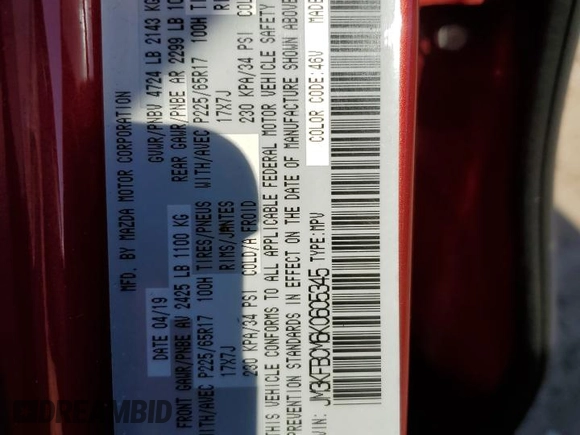 MFD. BY MAZDA MOTOR CORPORATION
DATE 04/19 GVWR/PNBV 4724 LB 2143 KG
FRONT GAWR/PNBE AV 2425 LB 1100 KG REAR GAWR/PNBE AR 2299 LB
WITH/AVEC P225/65R17 100H TIRES/PNEUS WITH/AVEC P225/65R17 100H
17X7J RIMS/JANTES 17X7J
230 KPA/34 PSI COLD/A FROID 230 KPA/34 PSI COL
THIS VEHICLE CONFORMS TO ALL APPLICABLE FEDERAL MOTOR VEHICLE SAFETY
PREVENTION STANDARDS IN EFFECT ON THE DATE OF MANUFACTURE SHOWN ABOVE
VIN: JM3KFBCM6K0605345 TYPE:MPV
COLOR CODE:46V MADE
DREAMBID